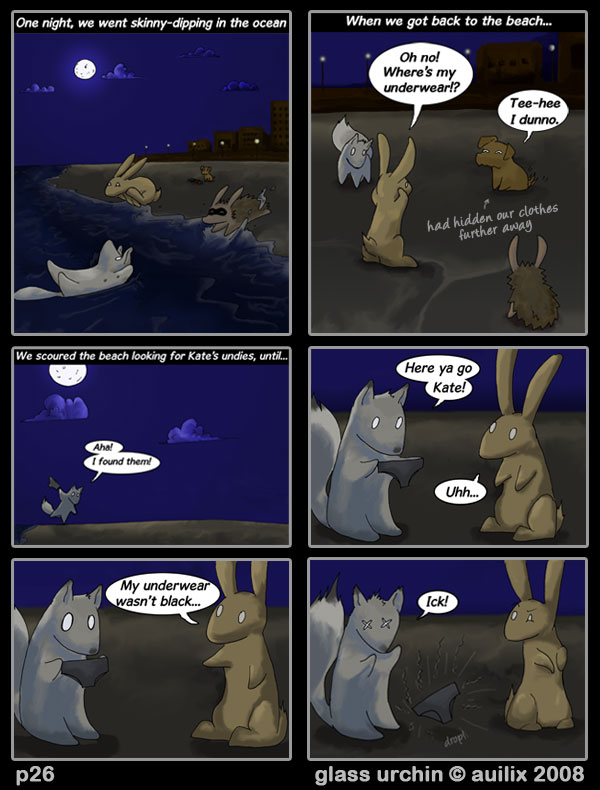 One night, we went skinny-dipping in the ocean
When we got back to the beach...
Oh no!
Where's my
underwear!?
Tee-hee
I dunno.
had hidden our clothes
further away
We scoured the beach looking for Kate's undies, until...
Aha!
I found them!
Here ya go
Kate!
Uhh...
My underwear
wasn't black...
Ick!
drop!
p26
glass urchin © auilix 2008